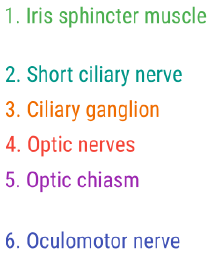 1. Iris sphincter muscle
2. Short ciliary nerve
3. Ciliary ganglion
4. Optic nerves
5. Optic chiasm
6. Oculomotor nerve